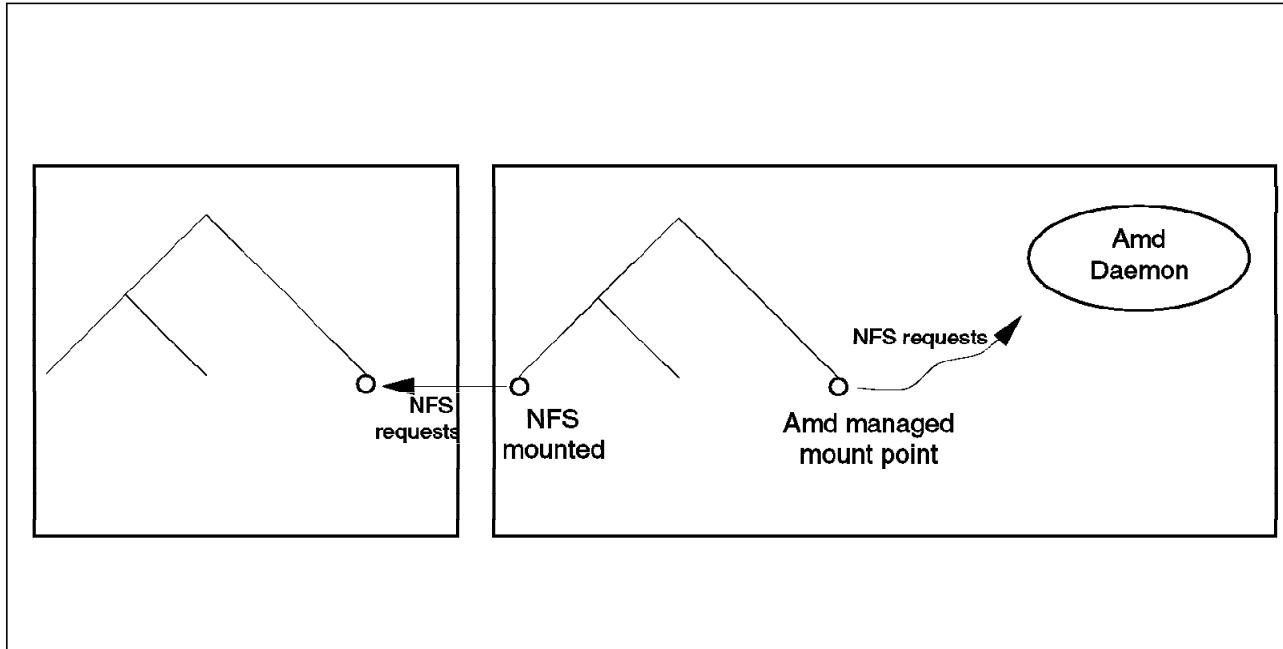 Amd
Daemon
NFS requests
NFS
requests
NFS
mounted
Amd managed
mount point